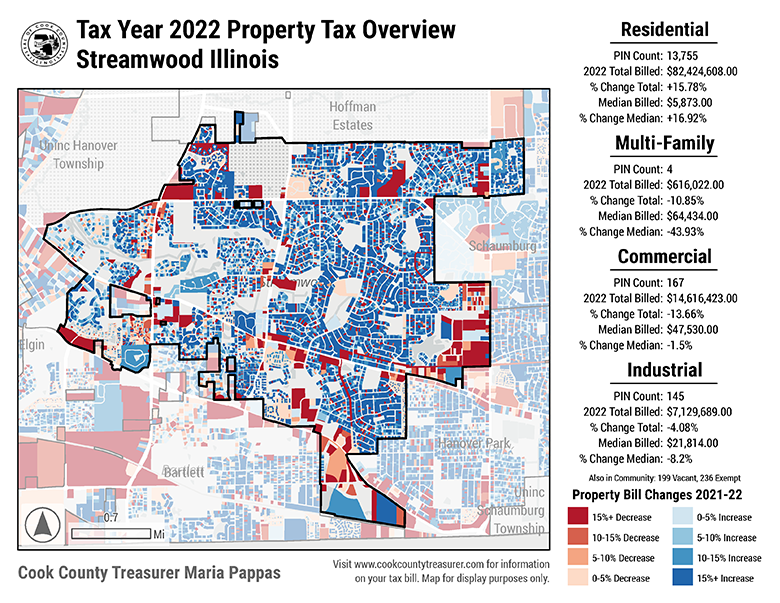 Tax Year 2022 Property Tax Overview
Streamwood Illinois
Hoffman
Estates
Uninc Hanover
Township
Schaumburg
Elgin
Hanover Park
Bartlett
Uninc
Schaumburg
Township
0.7
Mi
Cook County Treasurer Maria Pappas
Visit www.cookcountytreasurer.com for information
on your tax bill. Map for display purposes only.
Residential
PIN Count: 13,755
2022 Total Billed: $82,424,608.00
% Change Total: +15.78%
Median Billed: $5,873.00
% Change Median: +16.92%
Multi-Family
PIN Count: 4
2022 Total Billed: $616,022.00
% Change Total: -10.85%
Median Billed: $64,434.00
% Change Median: -43.93%
Commercial
PIN Count: 167
2022 Total Billed: $14,616,423.00
% Change Total: -13.66%
Median Billed: $47,530.00
% Change Median: -1.5%
Industrial
PIN Count: 145
2022 Total Billed: $7,129,689.00
% Change Total: -4.08%
Median Billed: $21,814.00
% Change Median: -8.2%
Also in Community: 199 Vacant, 236 Exempt
Property Bill Changes 2021-22
15%+ Decrease
10-15% Decrease
5-10% Decrease
0-5% Decrease
0-5% Increase
5-10% Increase
10-15% Increase
15%+ Increase